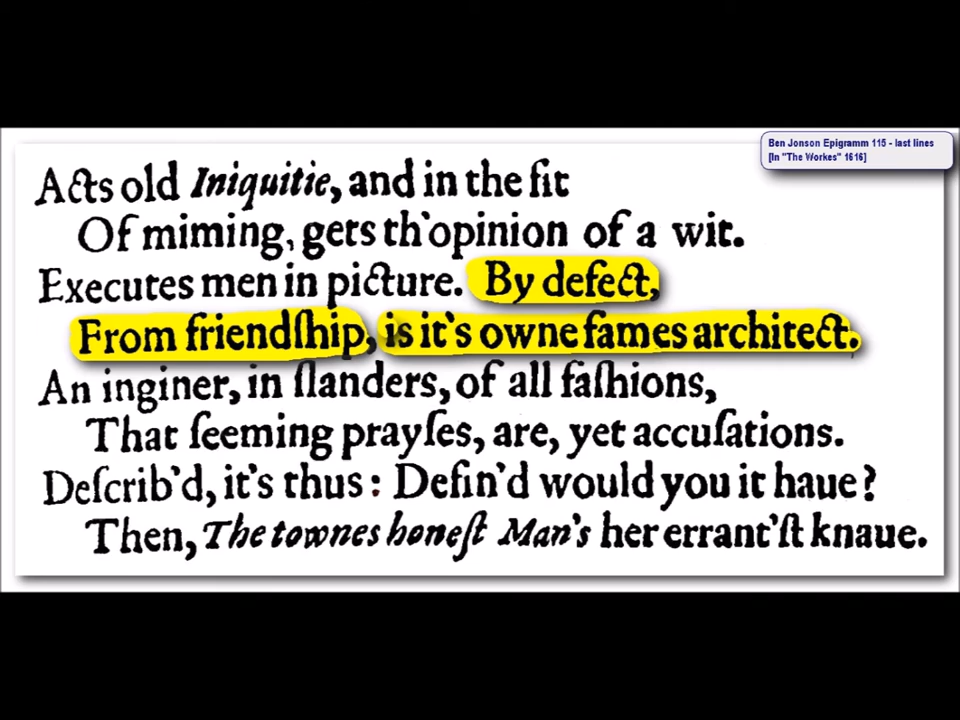 Ben Jonson Epigramm 115 - last lines
[In "The Workes" 1616]
Acts old Iniquitie, and in the fit
Of miming, gets th'opinion of a wit.
Executes men in picture. By defect,
From friendſhip, is it's owne fames architect.
An inginer, in ſlanders, of all faſhions,
That ſeeming prayſes, are, yet accuſations.
Deſcrib'd, it's thus: Defin'd would you it haue?
Then, The townes honeſt Man's her errant'ſt knaue.